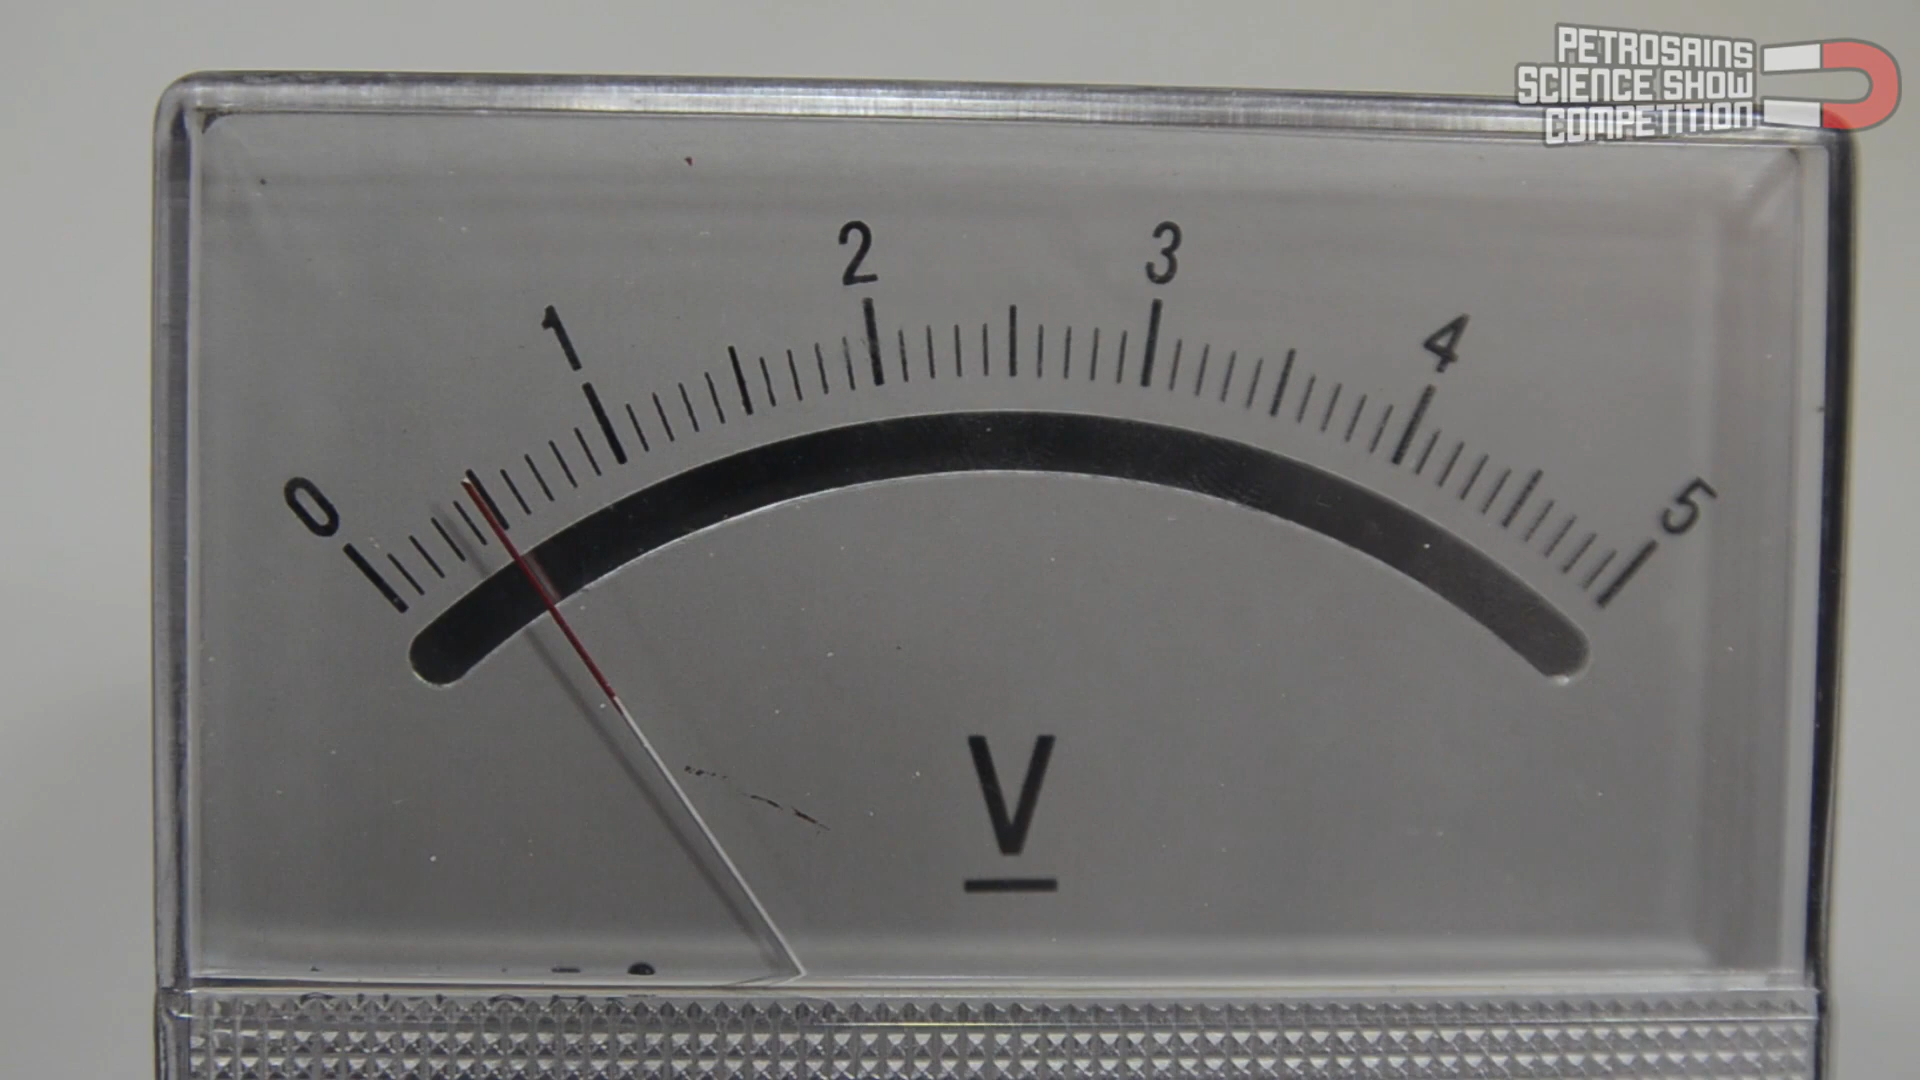 PETROSAINS
SCIENCE SHOW
COMPETITION
0 1 2 3 4 5
V